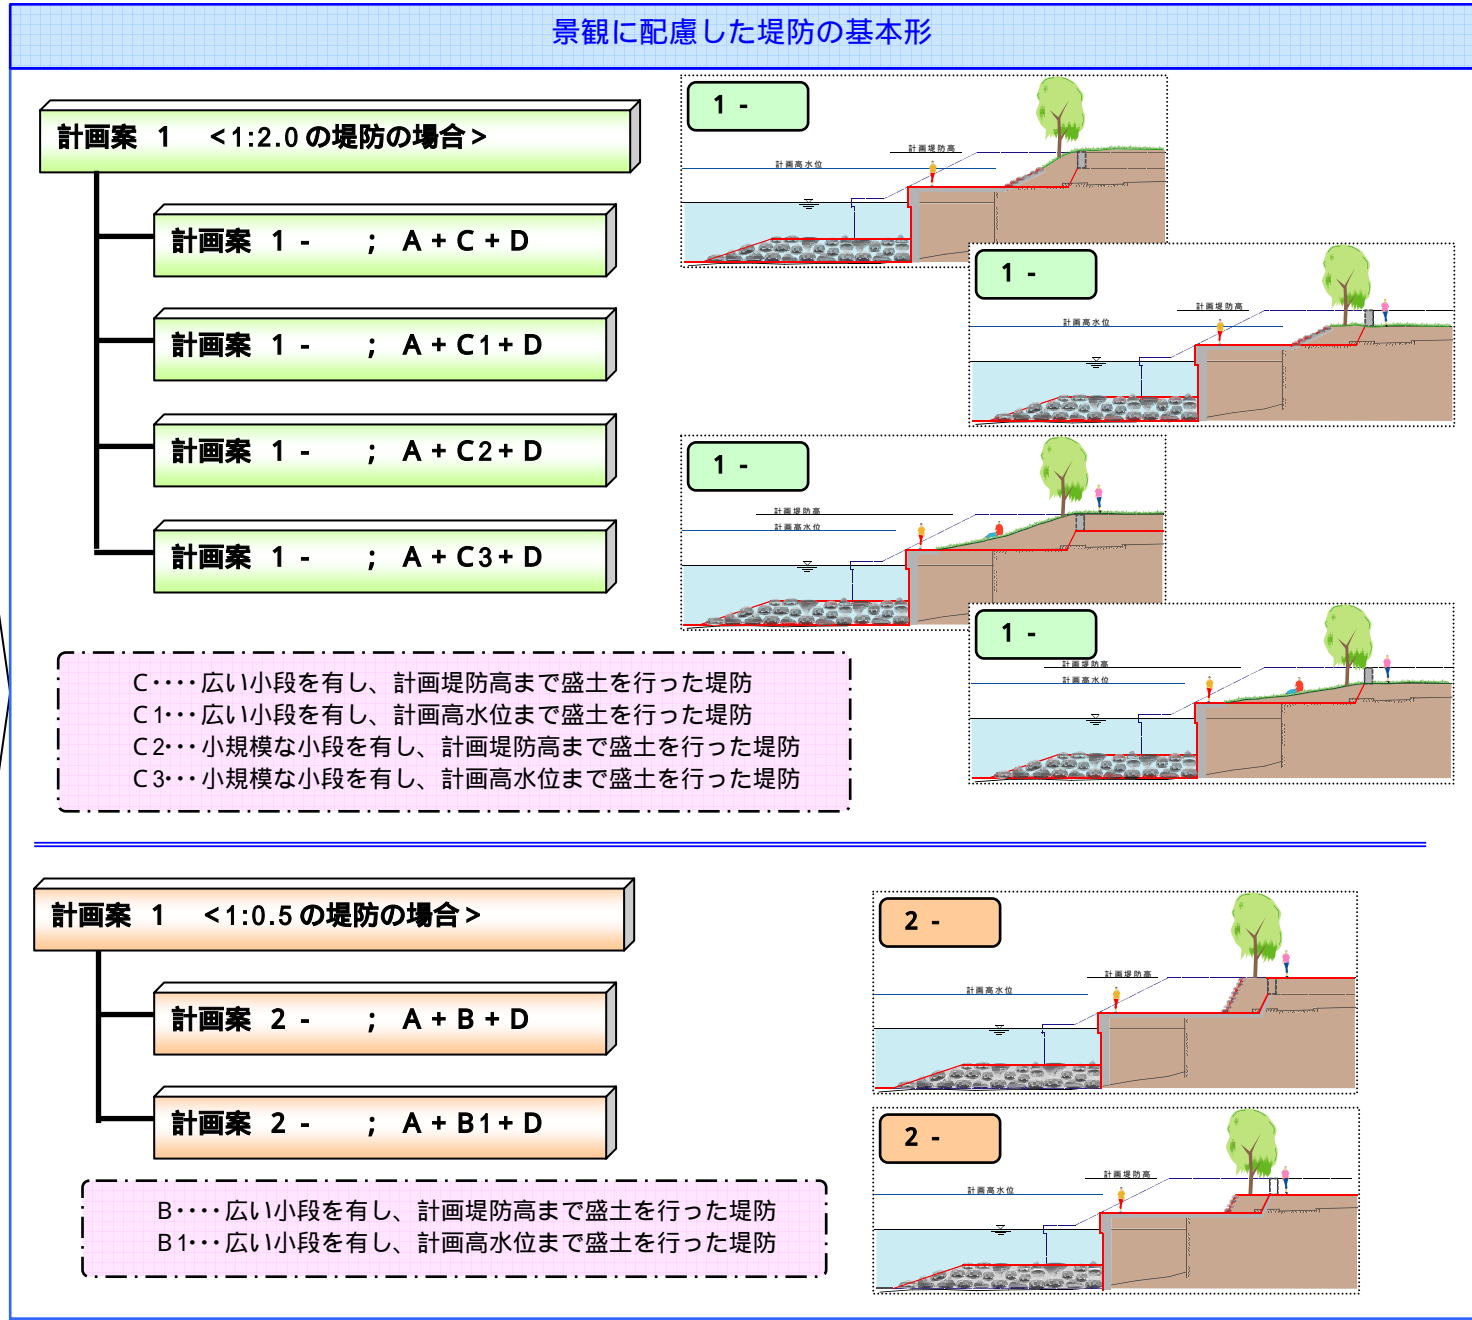 景観に配慮した堤防の基本形
計画案 1 <1:2.0の堤防の場合>
計画案 1 - ; A+C+D
計画案 1 - ; A+C1+D
計画案 1 - ; A+C2+D
計画案 1 - ; A+C3+D
1 -
計画堤防高
計画高水位
1 -
計画堤防高
計画高水位
1 -
計画堤防高
計画高水位
1 -
計画堤防高
計画高水位
C････広い小段を有し、計画堤防高まで盛土を行った堤防
C1･･･広い小段を有し、計画高水位まで盛土を行った堤防
C2･･･小規模な小段を有し、計画堤防高まで盛土を行った堤防
C3･･･小規模な小段を有し、計画高水位まで盛土を行った堤防
計画案 1 <1:0.5の堤防の場合>
計画案 2 - ; A+B+D
計画案 2 - ; A+B1+D
2 -
計画堤防高
計画高水位
2 -
計画堤防高
計画高水位
B････広い小段を有し、計画堤防高まで盛土を行った堤防
B1･･･広い小段を有し、計画高水位まで盛土を行った堤防